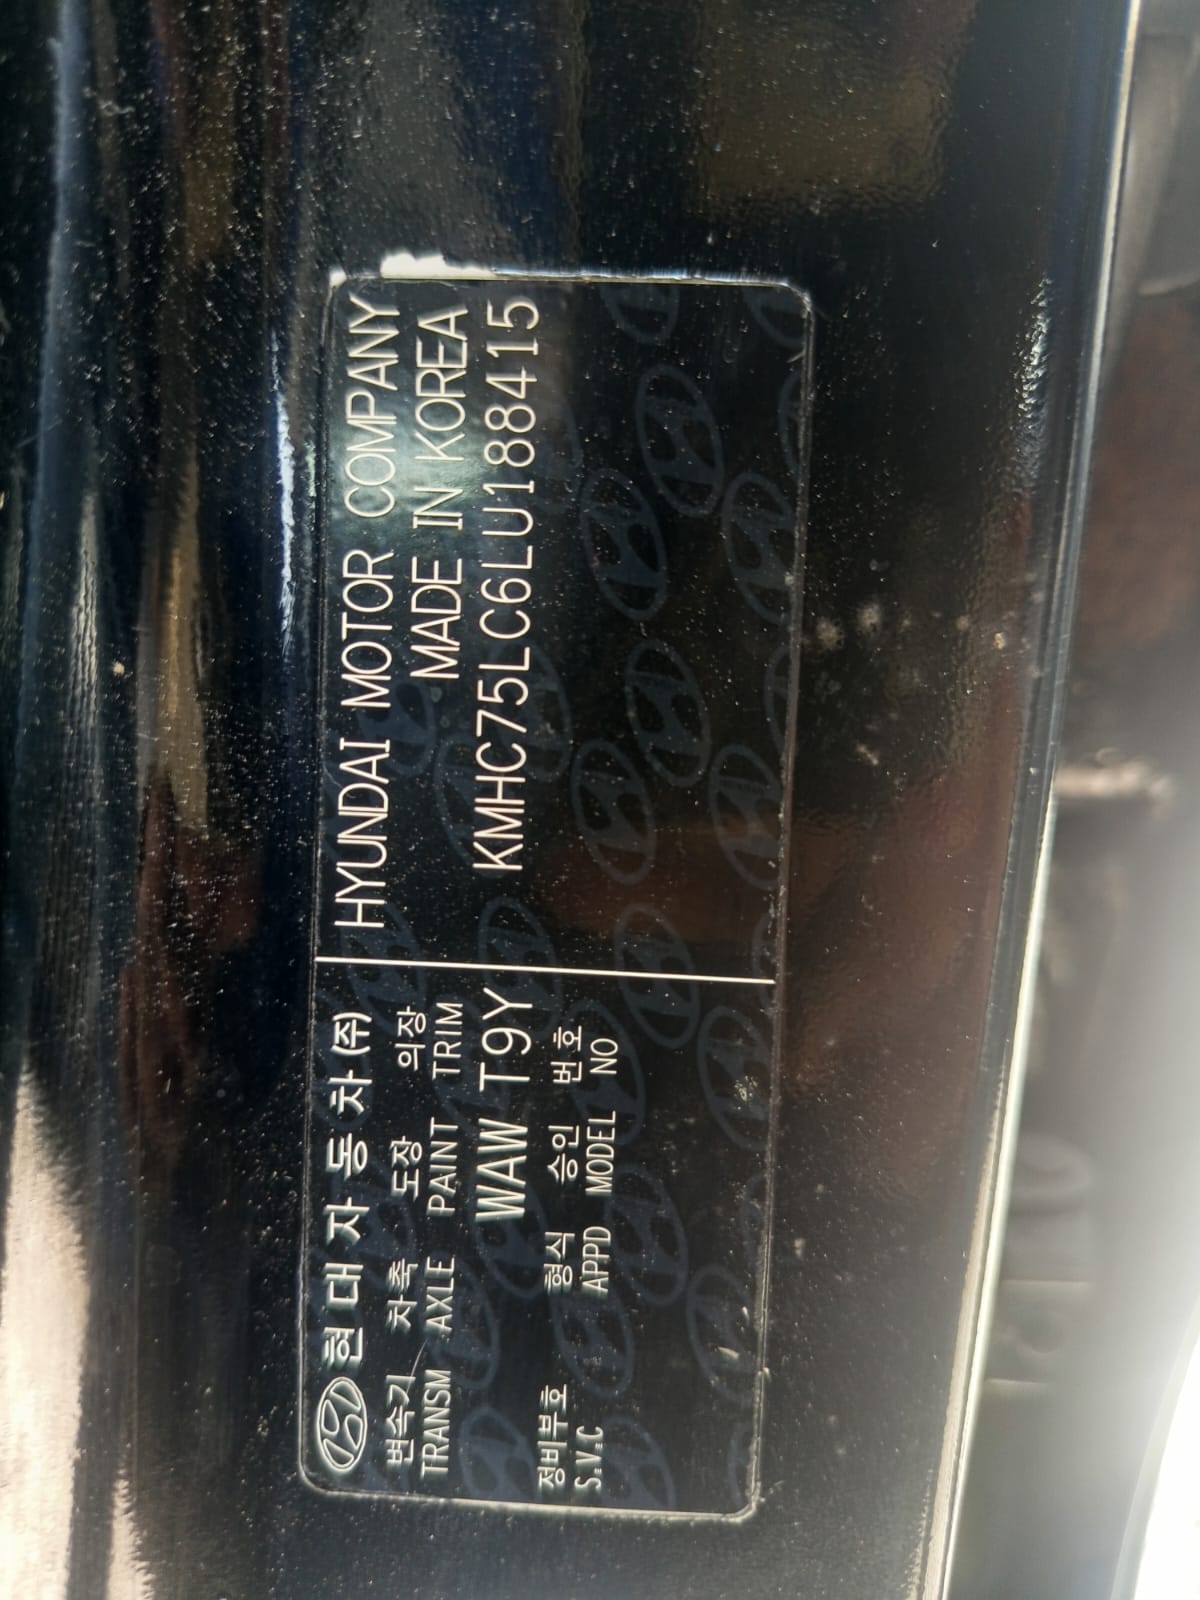 현대자동차(주)
변속기 차축 도장 의장
TRANSM AXLE PAINT TRIM
WAW T9Y
정비부호 형식 승인 번호
S.V.C APPD MODEL NO
HYUNDAI MOTOR COMPANY
MADE IN KOREA
KMHC75LC6LU188415